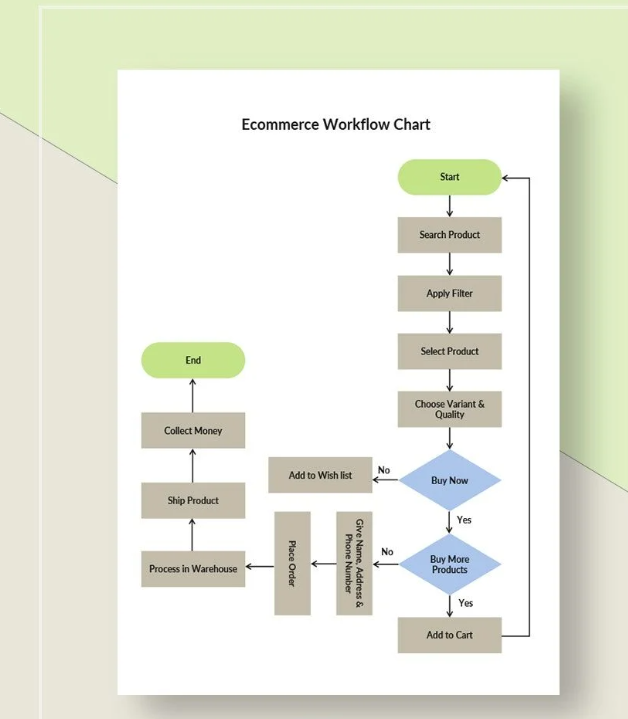 Ecommerce Workflow Chart
Start
Search Product
Apply Filter
Select Product
Choose Variant &
Quality
Buy Now
No
Add to Wish list
Yes
Buy More
Products
Yes
Add to Cart
No
Give Name, Address &
Phone Number
Place Order
Process in Warehouse
Ship Product
Collect Money
End